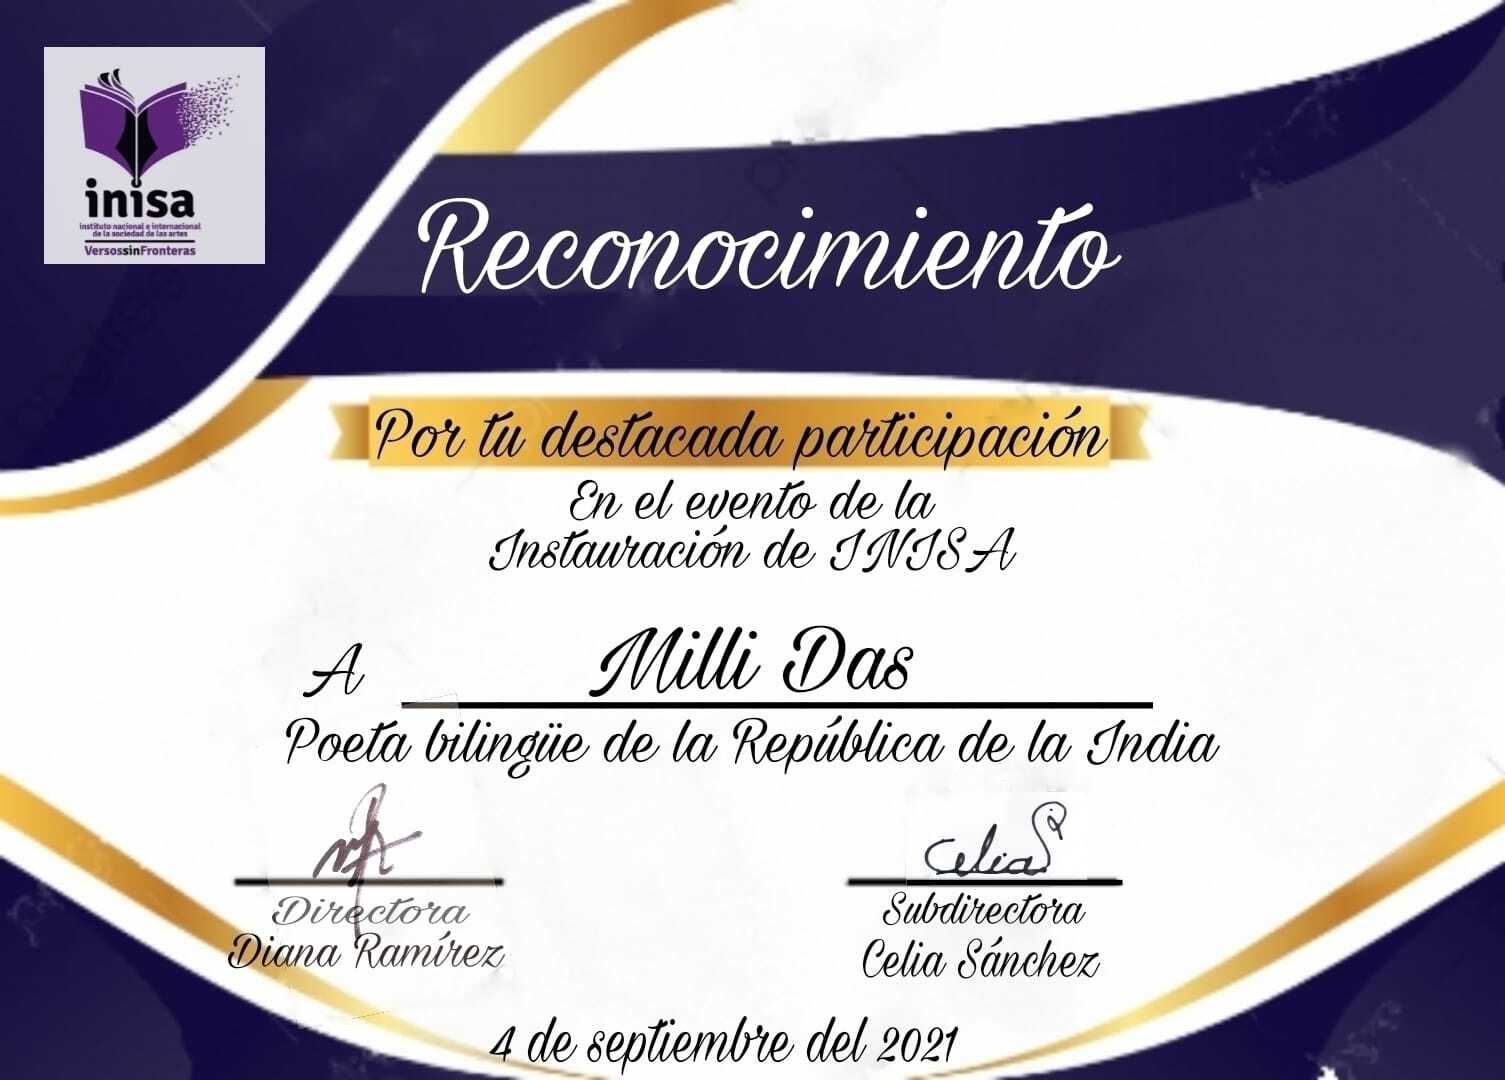 inisa
instituto nacional e internacional
de la sociedad de las artes
VersossinFronteras
Reconocimiento
Por tu destacada participación
En el evento de la
Instauración de INISA
A Milli Das
Poeta bilingüe de la República de la India
Celia S
Directora
Diana Ramírez
Subdirectora
Celia Sánchez
4 de septiembre del 2021